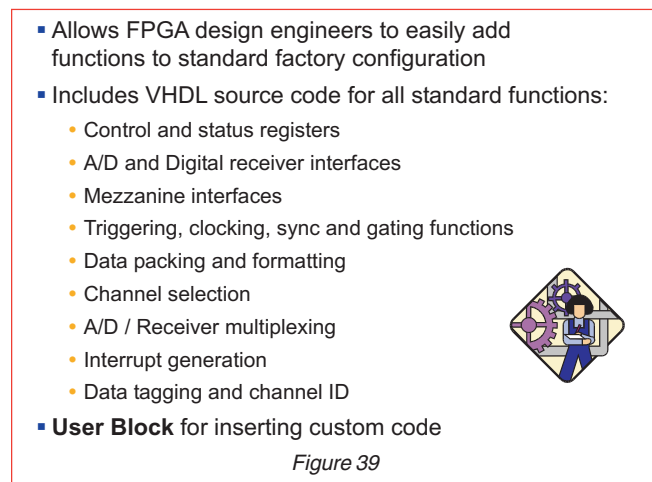 ▪ Allows FPGA design engineers to easily add
functions to standard factory configuration
▪ Includes VHDL source code for all standard functions:
• Control and status registers
• A/D and Digital receiver interfaces
• Mezzanine interfaces
• Triggering, clocking, sync and gating functions
• Data packing and formatting
• Channel selection
• A/D / Receiver multiplexing
• Interrupt generation
• Data tagging and channel ID
▪ User Block for inserting custom code
Figure 39